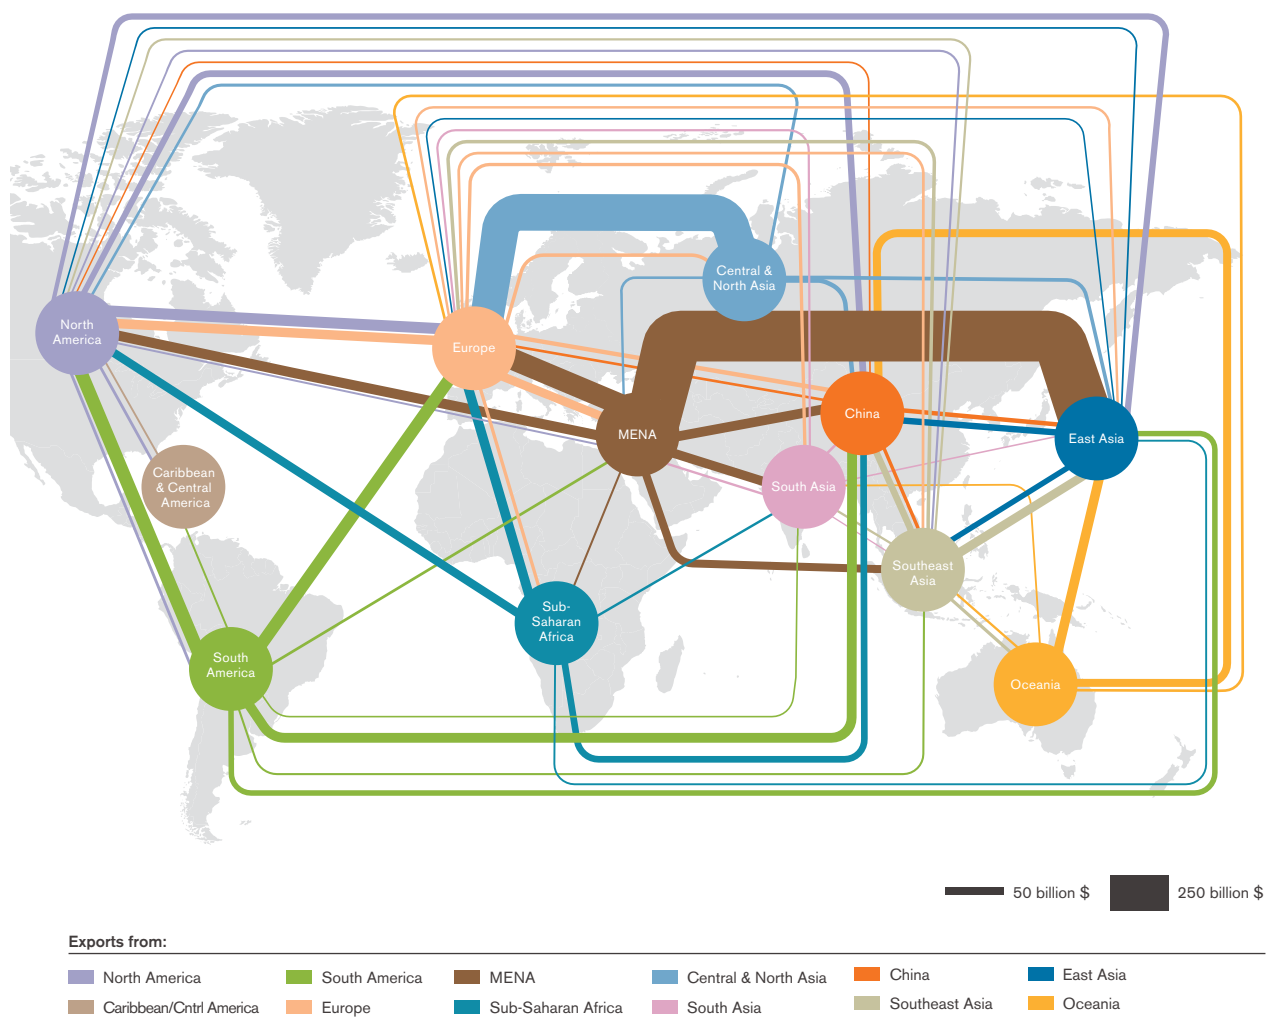 Central &
North Asia
North
America
Europe
China
MENA
East Asia
Caribbean
& Central
America
South Asia
Southeast
Asia
Sub-
Saharan
Africa
South
America
Oceania
50 billion $
250 billion $
Exports from:
North America
South America
MENA
Central & North Asia
China
East Asia
Caribbean/Cntrl America
Europe
Sub-Saharan Africa
South Asia
Southeast Asia
Oceania